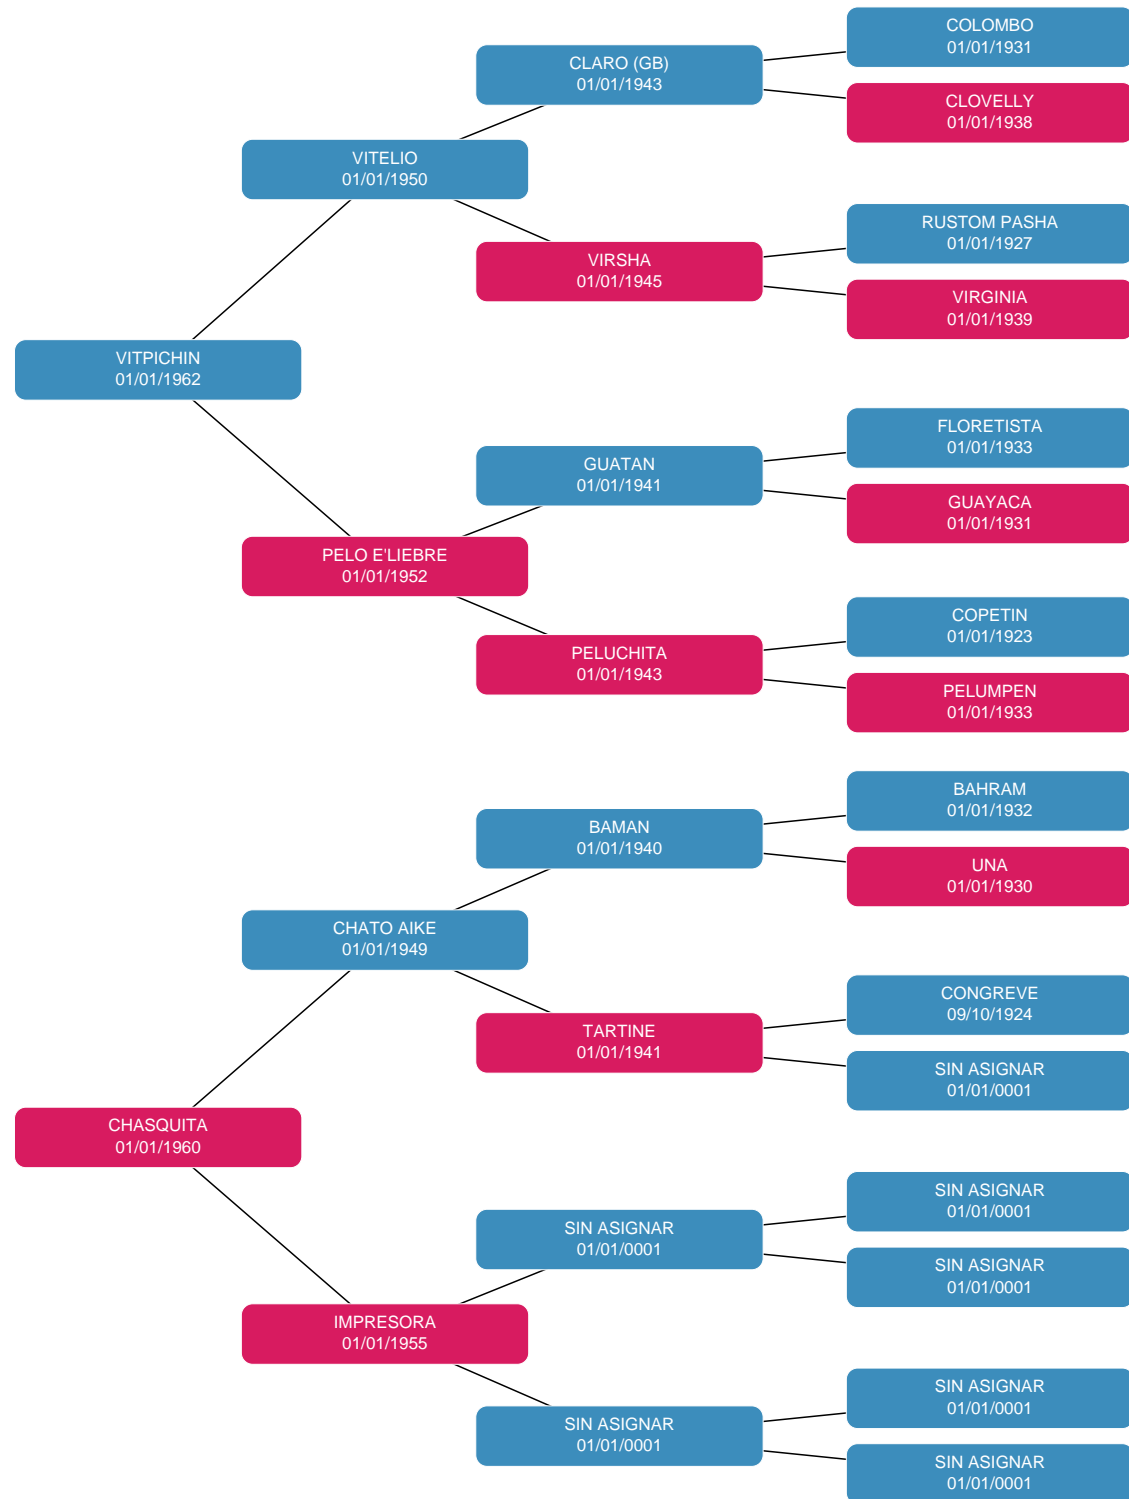 COLOMBO
01/01/1931
CLARO (GB)
01/01/1943
CLOVELLY
01/01/1938
VITELIO
01/01/1950
RUSTOM PASHA
01/01/1927
VIRSHA
01/01/1945
VIRGINIA
01/01/1939
VITPICHIN
01/01/1962
FLORETISTA
01/01/1933
GUATAN
01/01/1941
GUAYACA
01/01/1931
PELO E'LIEBRE
01/01/1952
COPETIN
01/01/1923
PELUCHITA
01/01/1943
PELUMPEN
01/01/1933
BAHRAM
01/01/1932
BAMAN
01/01/1940
UNA
01/01/1930
CHATO AIKE
01/01/1949
CONGREVE
09/10/1924
TARTINE
01/01/1941
SIN ASIGNAR
01/01/0001
CHASQUITA
01/01/1960
SIN ASIGNAR
01/01/0001
SIN ASIGNAR
01/01/0001
SIN ASIGNAR
01/01/0001
IMPRESORA
01/01/1955
SIN ASIGNAR
01/01/0001
SIN ASIGNAR
01/01/0001
SIN ASIGNAR
01/01/0001